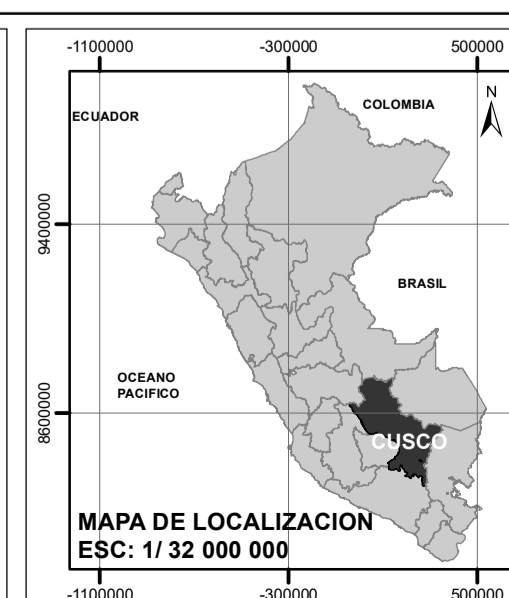 -1100000 -300000 500000
ECUADOR
COLOMBIA
N
9400000
BRASIL
OCEANO
PACIFICO
8600000
CUSCO
MAPA DE LOCALIZACION
ESC: 1/ 32 000 000
-1100000 -300000 500000